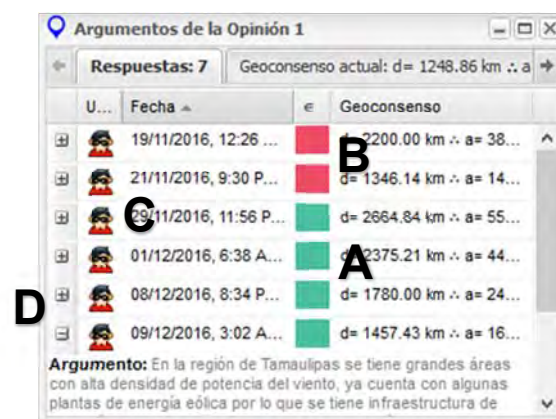 Argumentos de la Opinión 1
Respuestas: 7 Geoconsenso actual: d= 1248.86 km ∴ a
U... Fecha ∈ Geoconsenso
19/11/2016, 12:26 ... d= 2200.00 km ∴ a= 38...
B
21/11/2016, 9:30 P... d= 1346.14 km ∴ a= 14...
C 29/11/2016, 11:56 P... d= 2664.84 km ∴ a= 55...
01/12/2016, 6:38 A... d= 2375.21 km ∴ a= 44...
A
D 08/12/2016, 8:34 P... d= 1780.00 km ∴ a= 24...
09/12/2016, 3:02 A... d= 1457.43 km ∴ a= 16...
Argumento: En la región de Tamaulipas se tiene grandes áreas
con alta densidad de potencia del viento, ya cuenta con algunas
plantas de energía eólica por lo que se tiene infraestructura de